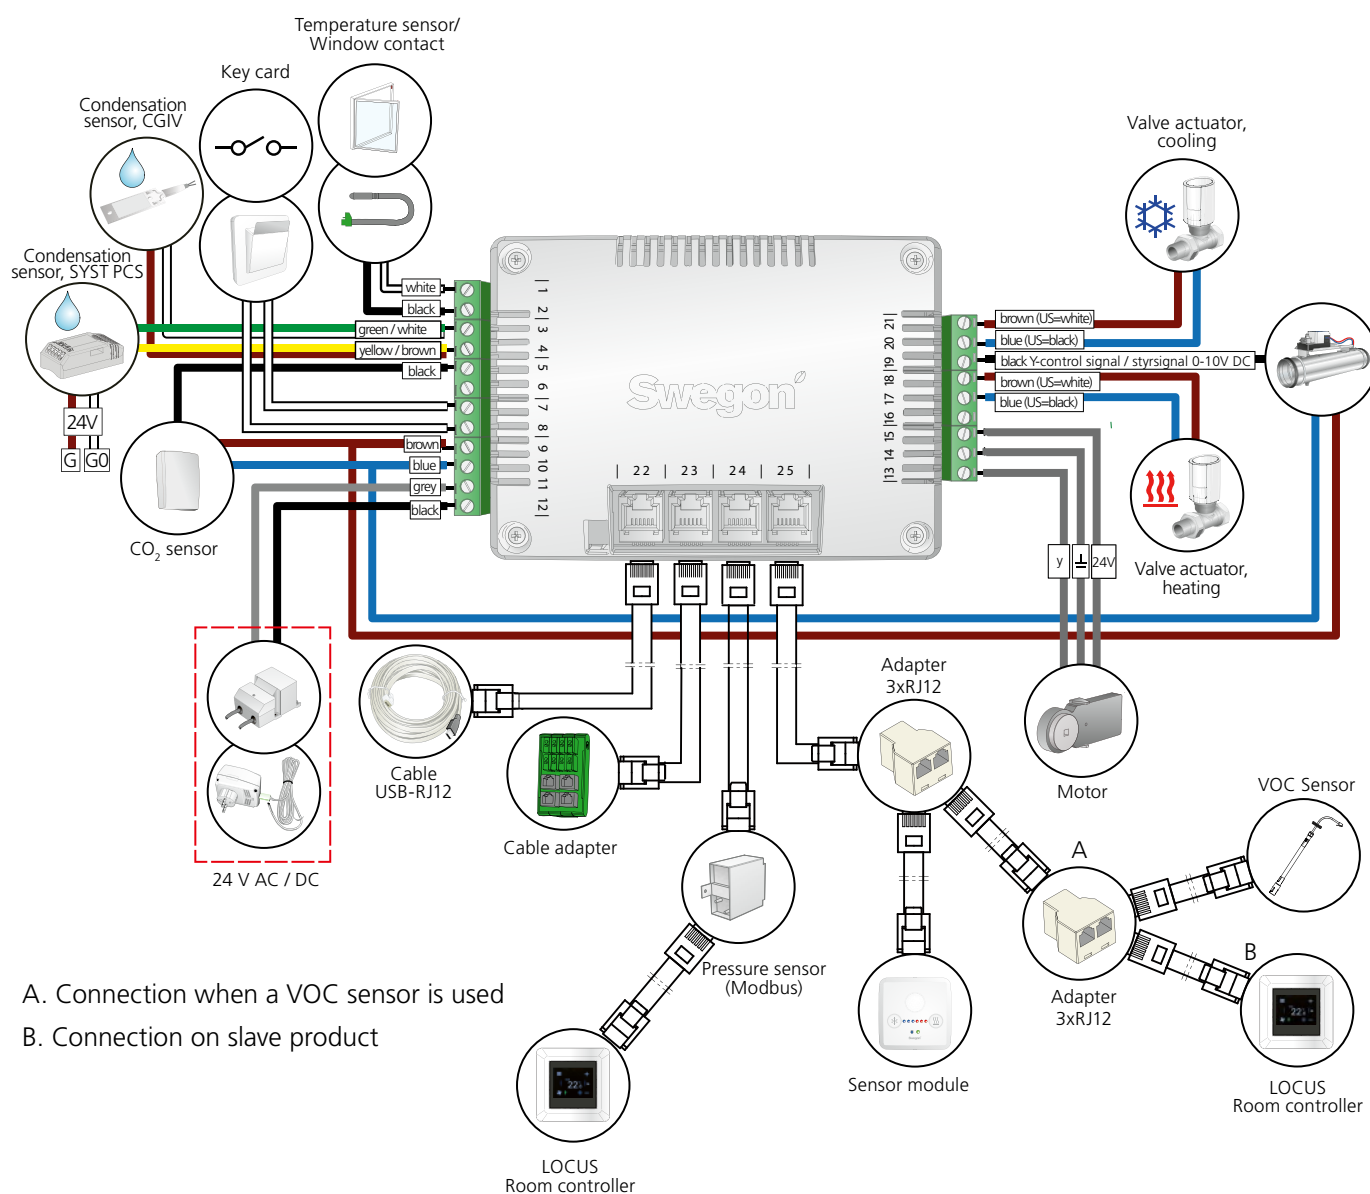 Temperature sensor/
Window contact
Key card
Condensation
sensor, CGIV
Condensation
sensor, SYST PCS
24V
G G0
CO2 sensor
white
black
green / white
yellow / brown
black
brown
blue
grey
black
1
2
3
4
5
6
7
8
9
10
11
12
Swegon
22 23 24 25
21
20
19
18
17
16
15
14
13
brown (US=white)
blue (US=black)
black Y-control signal / styrsignal 0-10V DC
brown (US=white)
blue (US=black)
Valve actuator,
cooling
Valve actuator,
heating
y 24V
Motor
24 V AC / DC
Cable
USB-RJ12
Cable adapter
Pressure sensor
(Modbus)
LOCUS
Room controller
Adapter
3xRJ12
Sensor module
A
Adapter
3xRJ12
VOC Sensor
B
LOCUS
Room controller
A. Connection when a VOC sensor is used
B. Connection on slave product